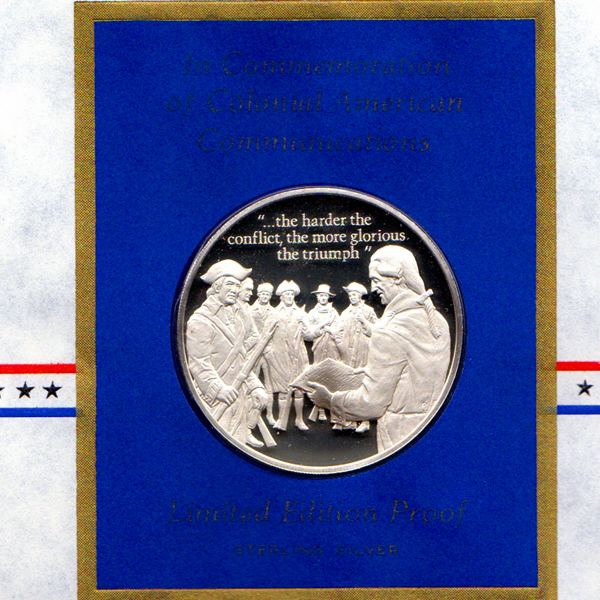 In Commemoration
of Colonial American
Communications
“...the harder the
conflict, the more glorious
the triumph”
Limited Edition Proof
STERLING SILVER